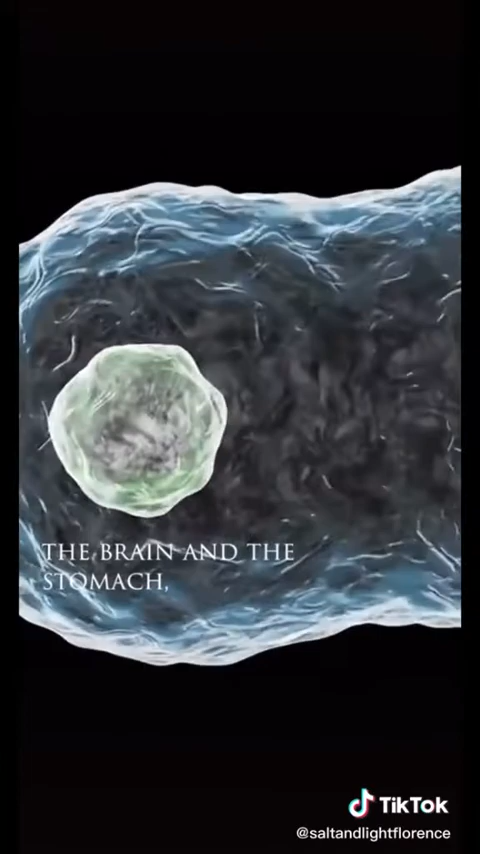 THE BRAIN AND THE
STOMACH,
TikTok
@saltandlightflorence